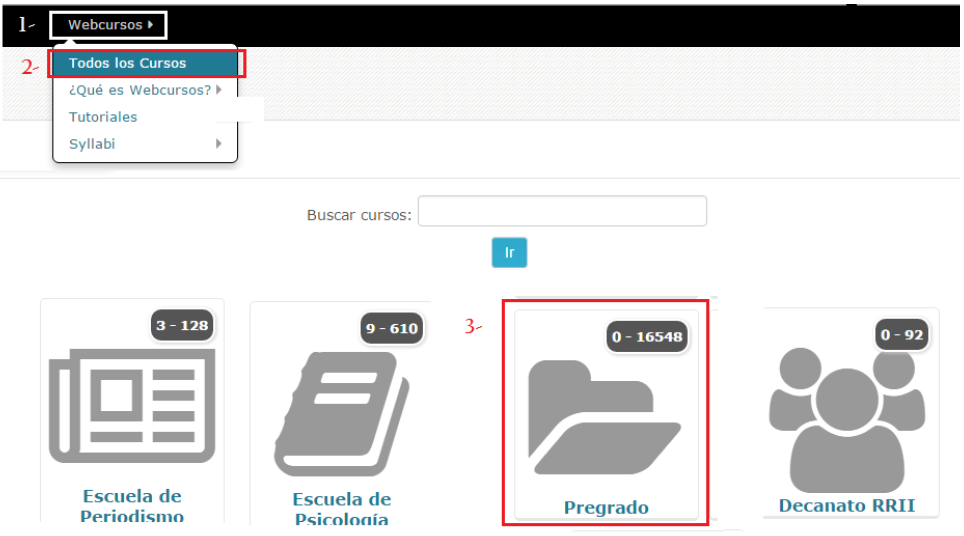 1- Webcursos
2- Todos los Cursos
¿Qué es Webcursos?
Tutoriales
Syllabi
Buscar cursos:
Ir
3 - 128
Escuela de
Periodismo
9 - 610
Escuela de
Psicología
3-
0 - 16548
Pregrado
0 - 92
Decanato RRII